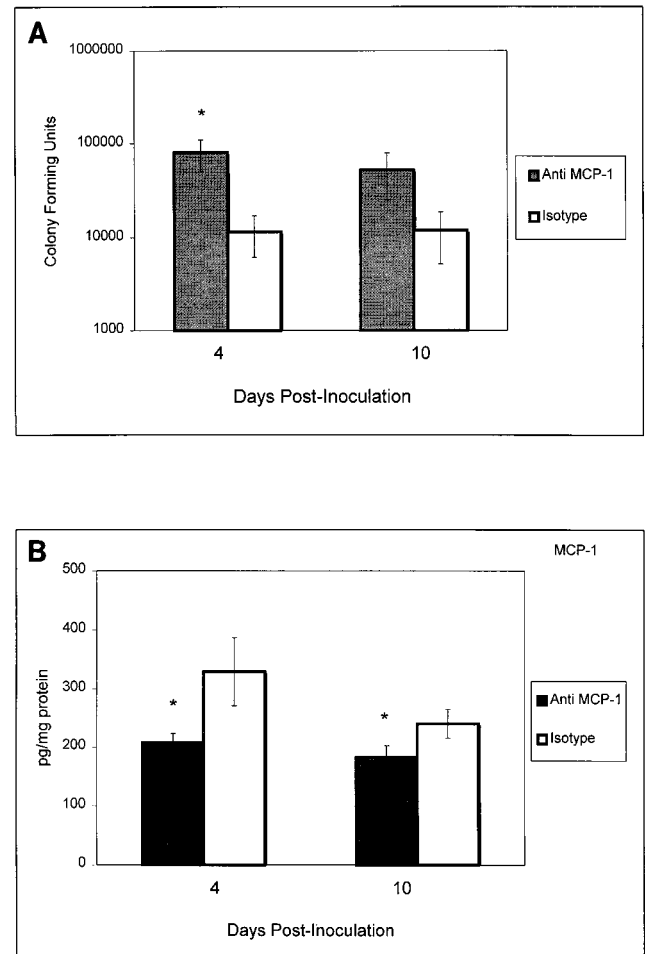 A
1000000
100000
10000
1000
Colony Forming Units
*
4
10
Days Post-Inoculation
Anti MCP-1
Isotype
B
MCP-1
500
400
300
200
100
0
pg/mg protein
*
*
4
10
Days Post-Inoculation
Anti MCP-1
Isotype